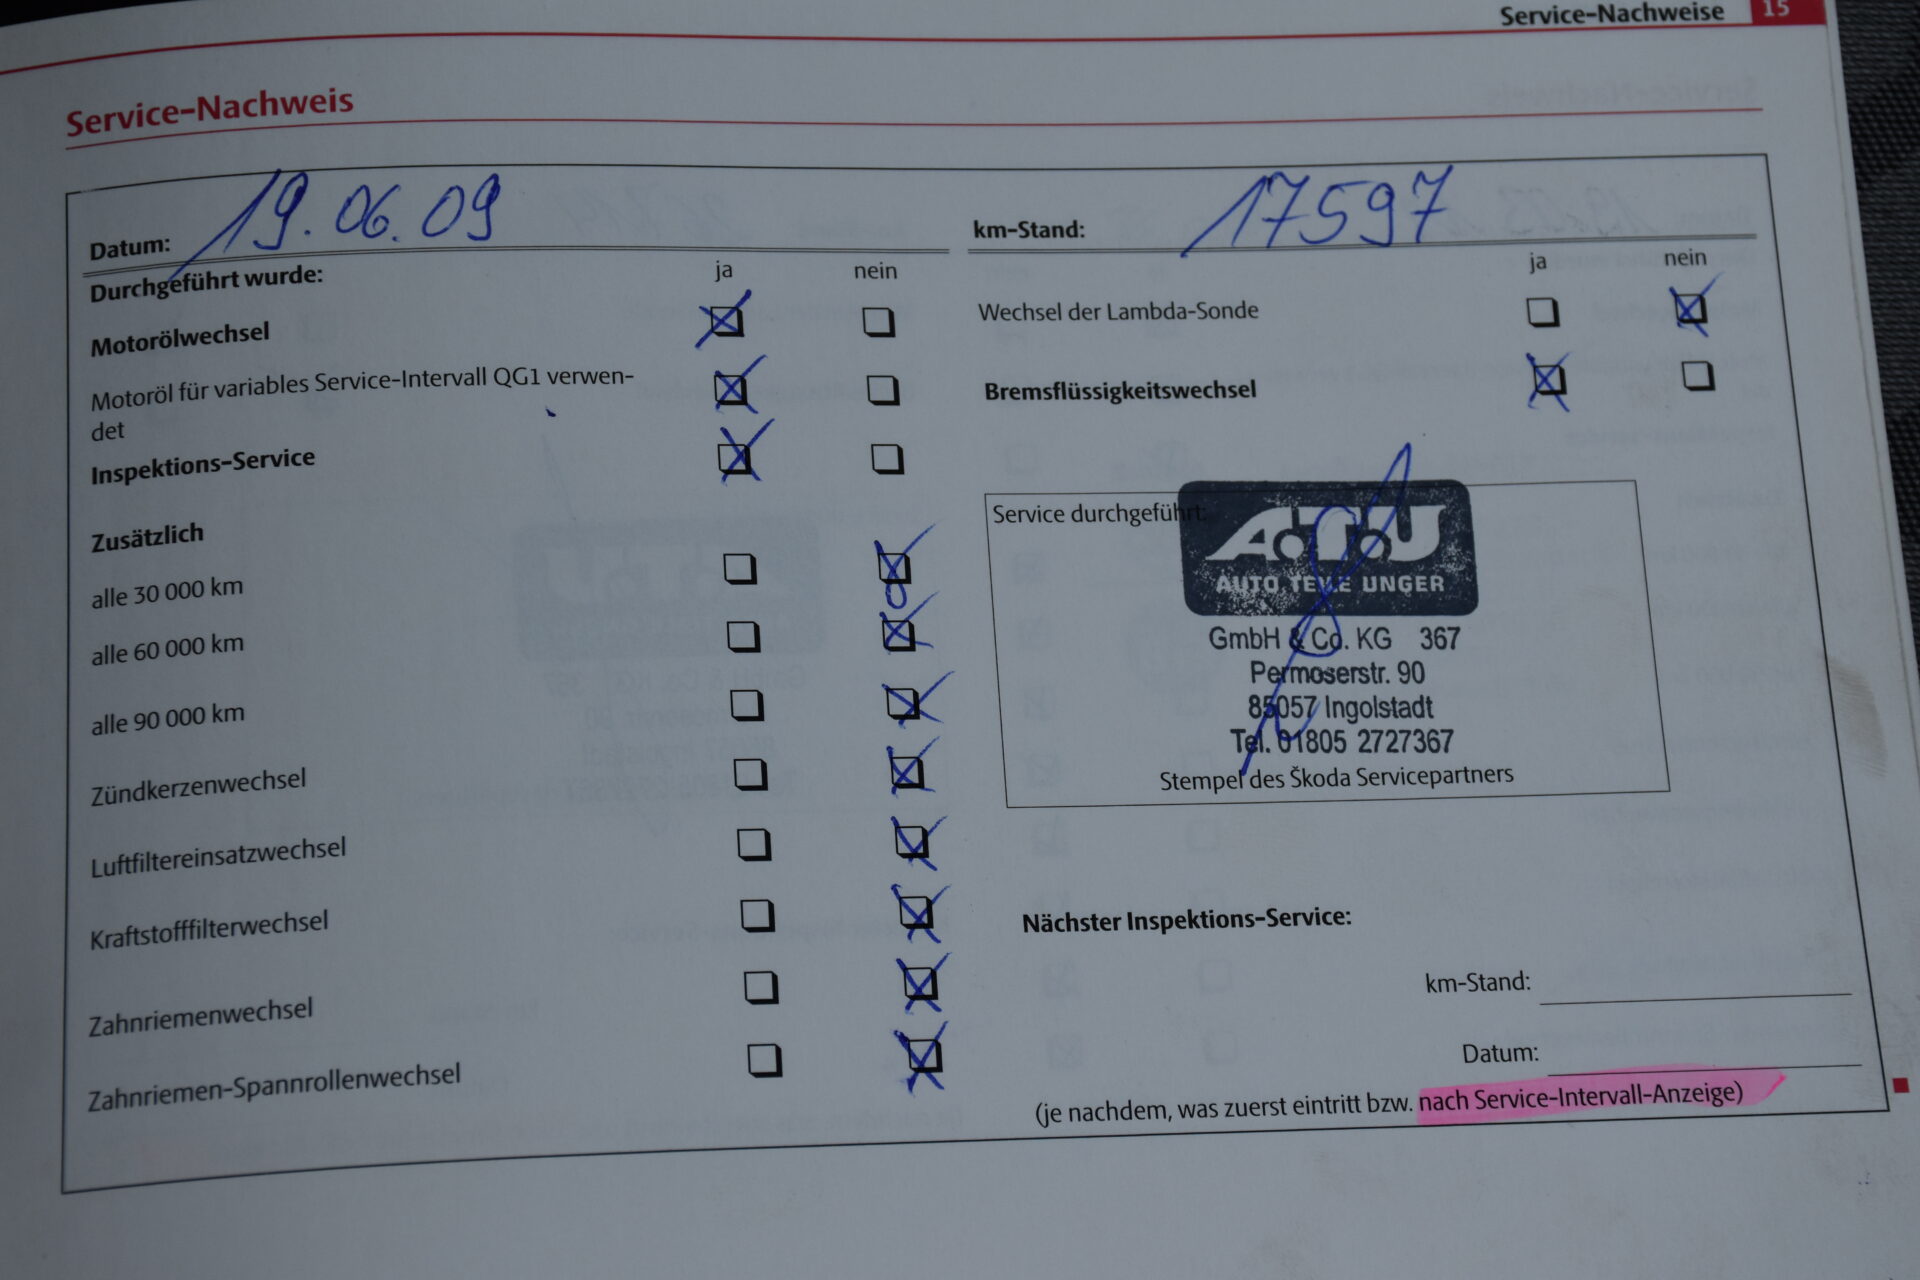 Service-Nachweise 15
Service-Nachweis
Datum: 19.06.09
km-Stand: 17597
Durchgeführt wurde: ja nein
Motorölwechsel
Motoröl für variables Service-Intervall QG1 verwen-
det
Inspektions-Service
Zusätzlich
alle 30 000 km
alle 60 000 km
alle 90 000 km
Zündkerzenwechsel
Luftfiltereinsatzwechsel
Kraftstofffilterwechsel
Zahnriemenwechsel
Zahnriemen-Spannrollenwechsel
ja nein
Wechsel der Lambda-Sonde
Bremsflüssigkeitswechsel
Service durchgeführt:
A.T.U
AUTO TEILE UNGER
GmbH & Co. KG 367
Permoserstr. 90
85057 Ingolstadt
Tel. 01805 2727367
Stempel des Škoda Servicepartners
Nächster Inspektions-Service:
km-Stand:
Datum:
(je nachdem, was zuerst eintritt bzw. nach Service-Intervall-Anzeige)